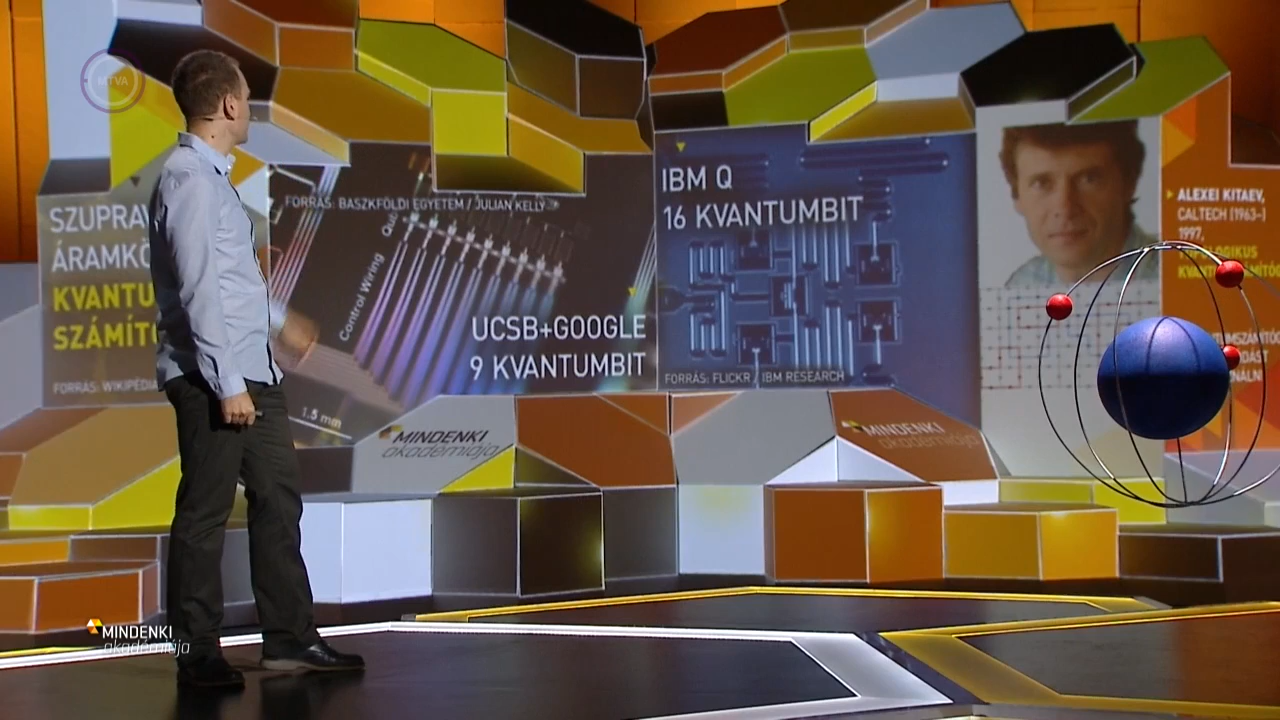 MTVA
SZUPRAV
ÁRAMKÖ
KVANTU
SZÁMÍTÓ
FORRÁS: WIKIPÉDIA
FORRÁS: BASZKFÖLDI EGYETEM / JULIAN KELLY
Control Wiring
1.5 mm
UCSB+GOOGLE
9 KVANTUMBIT
IBM Q
16 KVANTUMBIT
FORRÁS: FLICKR / IBM RESEARCH
ALEXEI KITAEV,
CALTECH (1963-)
1997,
MINDENKI
akadémiája
MINDENKI
akadémiája
MINDENKI
akadémiája